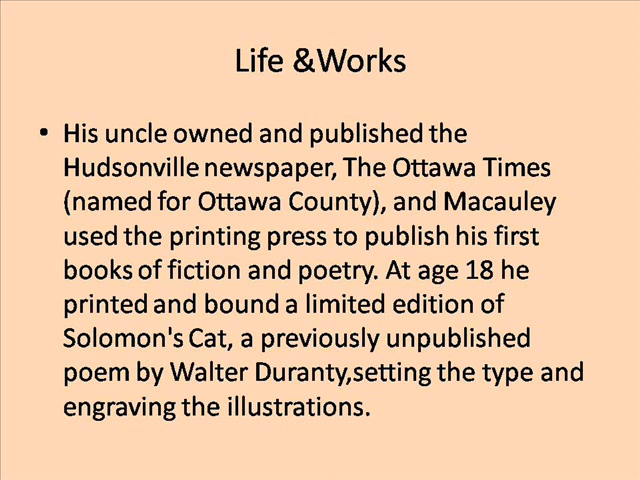 Life &Works
• His uncle owned and published the
Hudsonville newspaper, The Ottawa Times
(named for Ottawa County), and Macauley
used the printing press to publish his first
books of fiction and poetry. At age 18 he
printed and bound a limited edition of
Solomon's Cat, a previously unpublished
poem by Walter Duranty,setting the type and
engraving the illustrations.